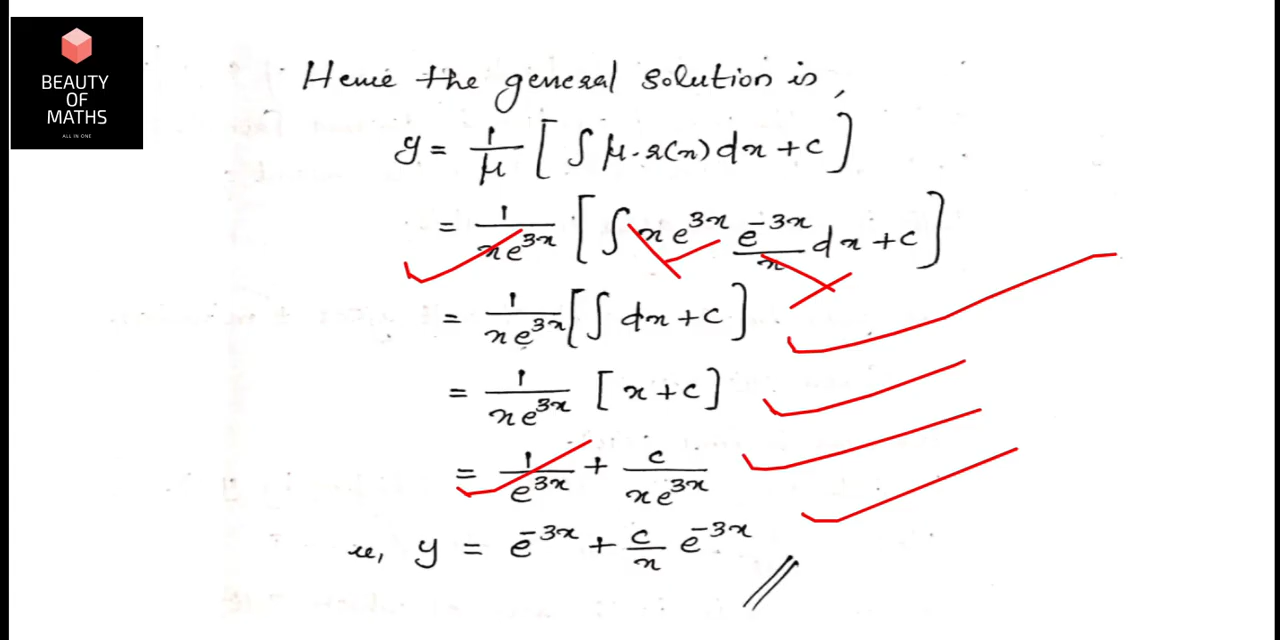 BEAUTY
OF
MATHS
ALL IN ONE
Hence the general solution is,
y = 1/μ [ ∫ μ · r(x) dx + c ]
= 1/(xe^{3x}) [ ∫ xe^{3x} e^{-3x}/x dx + c ]
= 1/(xe^{3x}) [ ∫ dx + c ]
= 1/(xe^{3x}) [ x + c ]
= 1/e^{3x} + c/(xe^{3x})
ie, y = e^{-3x} + c/x e^{-3x}